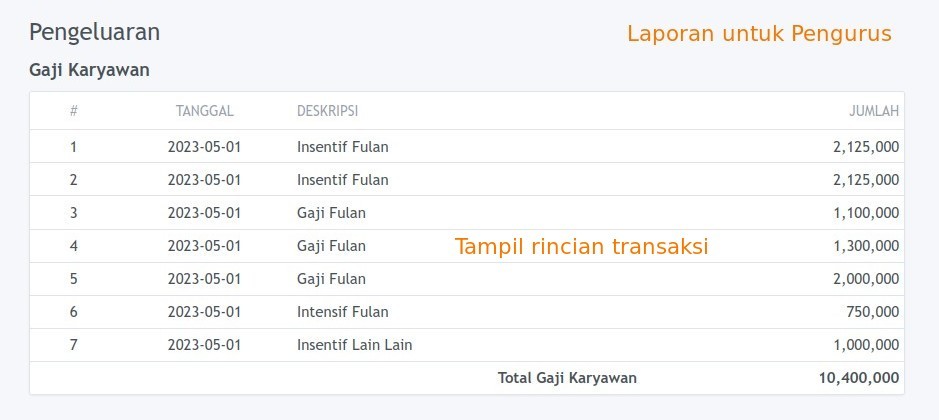 Pengeluaran
Laporan untuk Pengurus
Gaji Karyawan
# TANGGAL DESKRIPSI JUMLAH
1 2023-05-01 Insentif Fulan 2,125,000
2 2023-05-01 Insentif Fulan 2,125,000
3 2023-05-01 Gaji Fulan 1,100,000
4 2023-05-01 Gaji Fulan Tampil rincian transaksi 1,300,000
5 2023-05-01 Gaji Fulan 2,000,000
6 2023-05-01 Intensif Fulan 750,000
7 2023-05-01 Insentif Lain Lain 1,000,000
Total Gaji Karyawan 10,400,000